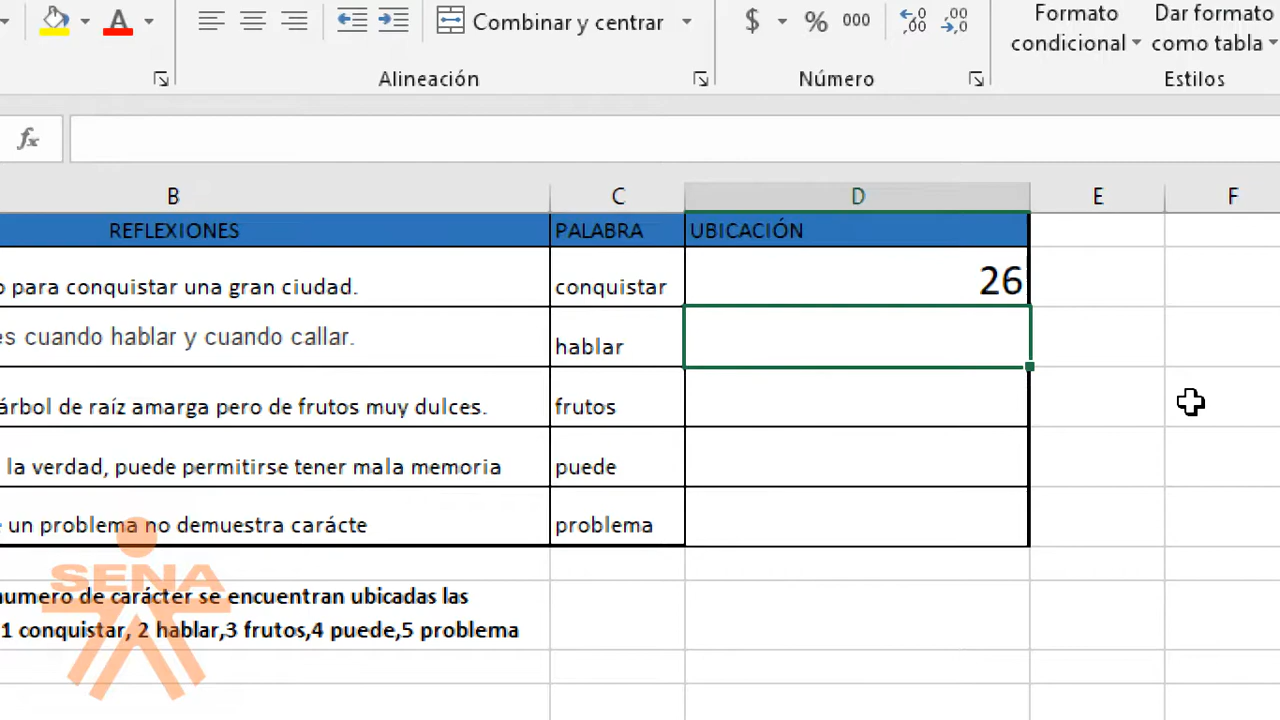 Combinar y centrar
$ % 000
Formato condicional
Dar formato como tabla
Alineación
Número
Estilos
fx
B C D E F
REFLEXIONES PALABRA UBICACIÓN
para conquistar una gran ciudad. conquistar 26
cuando hablar y cuando callar. hablar
árbol de raíz amarga pero de frutos muy dulces. frutos
la verdad, puede permitirse tener mala memoria puede
un problema no demuestra carácte problema
numero de carácter se encuentran ubicadas las
1 conquistar, 2 hablar,3 frutos,4 puede,5 problema
SENA